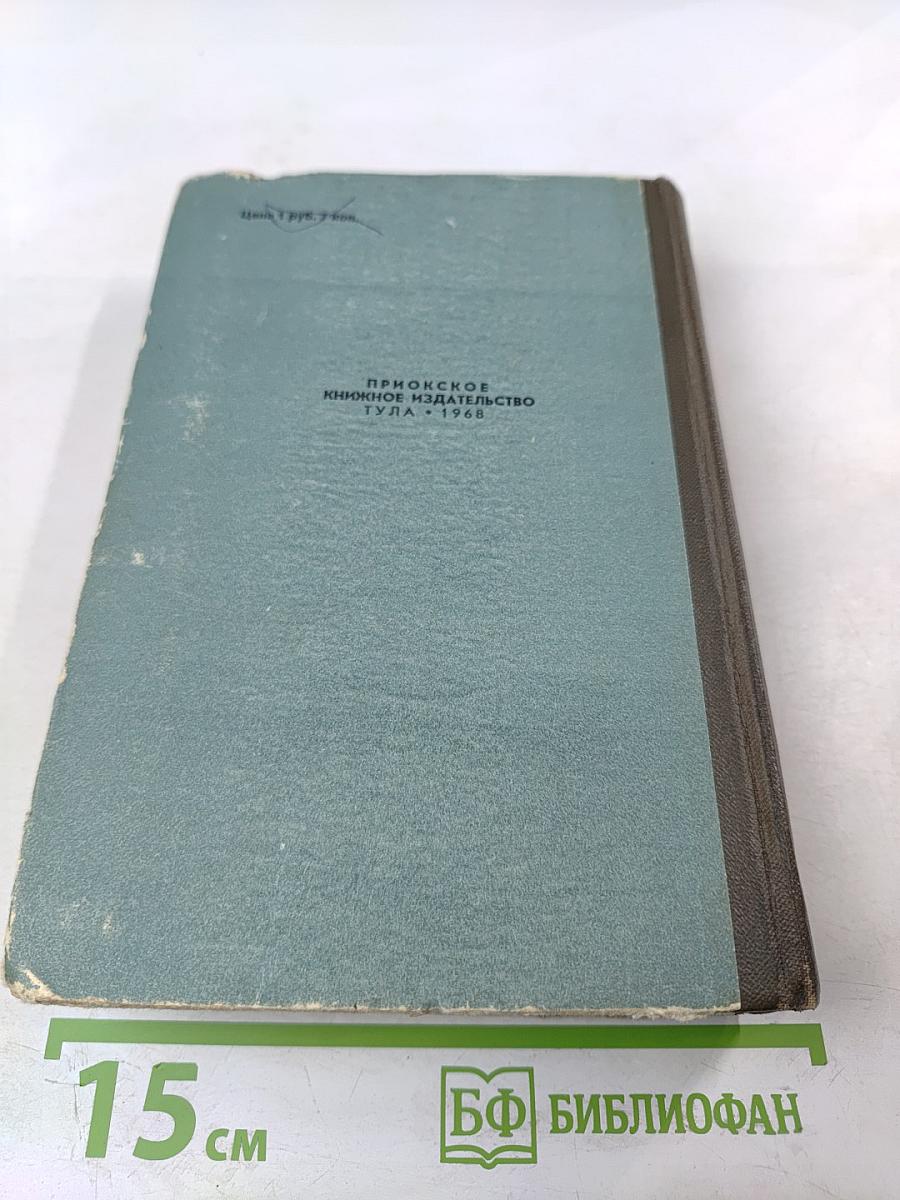 Цена 1 руб. 7 коп.
ПРИОКСКОЕ
КНИЖНОЕ ИЗДАТЕЛЬСТВО
ТУЛА • 1968
15 см
БФ БИБЛИОФАН